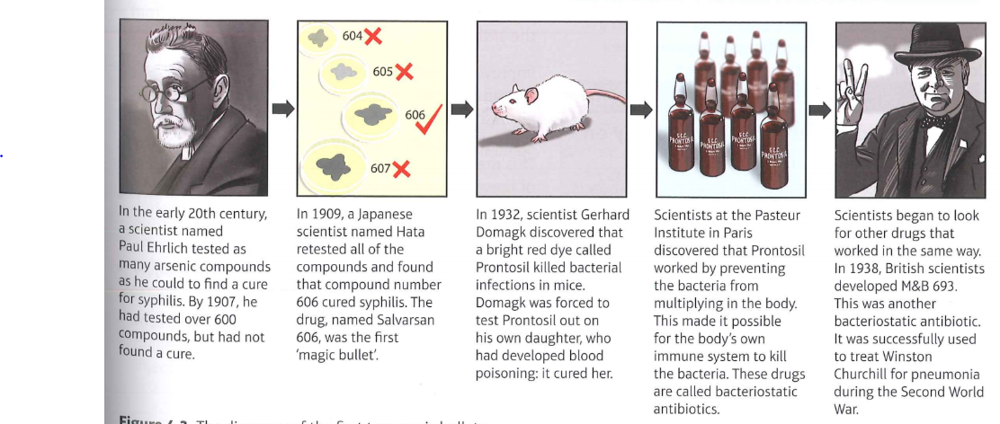 604
605
606
607
S.E.C.
PRONTOSIL
S.E.C.
PRONTOSIL
S.E.C.
PRONTOSIL
S.E.C.
PRONTOSIL
In the early 20th century,
a scientist named
Paul Ehrlich tested as
many arsenic compounds
as he could to find a cure
for syphilis. By 1907, he
had tested over 600
compounds, but had not
found a cure.
In 1909, a Japanese
scientist named Hata
retested all of the
compounds and found
that compound number
606 cured syphilis. The
drug, named Salvarsan
606, was the first
‘magic bullet’.
In 1932, scientist Gerhard
Domagk discovered that
a bright red dye called
Prontosil killed bacterial
infections in mice.
Domagk was forced to
test Prontosil out on
his own daughter, who
had developed blood
poisoning: it cured her.
Scientists at the Pasteur
Institute in Paris
discovered that Prontosil
worked by preventing
the bacteria from
multiplying in the body.
This made it possible
for the body’s own
immune system to kill
the bacteria. These drugs
are called bacteriostatic
antibiotics.
Scientists began to look
for other drugs that
worked in the same way.
In 1938, British scientists
developed M&B 693.
This was another
bacteriostatic antibiotic.
It was successfully used
to treat Winston
Churchill for pneumonia
during the Second World
War.